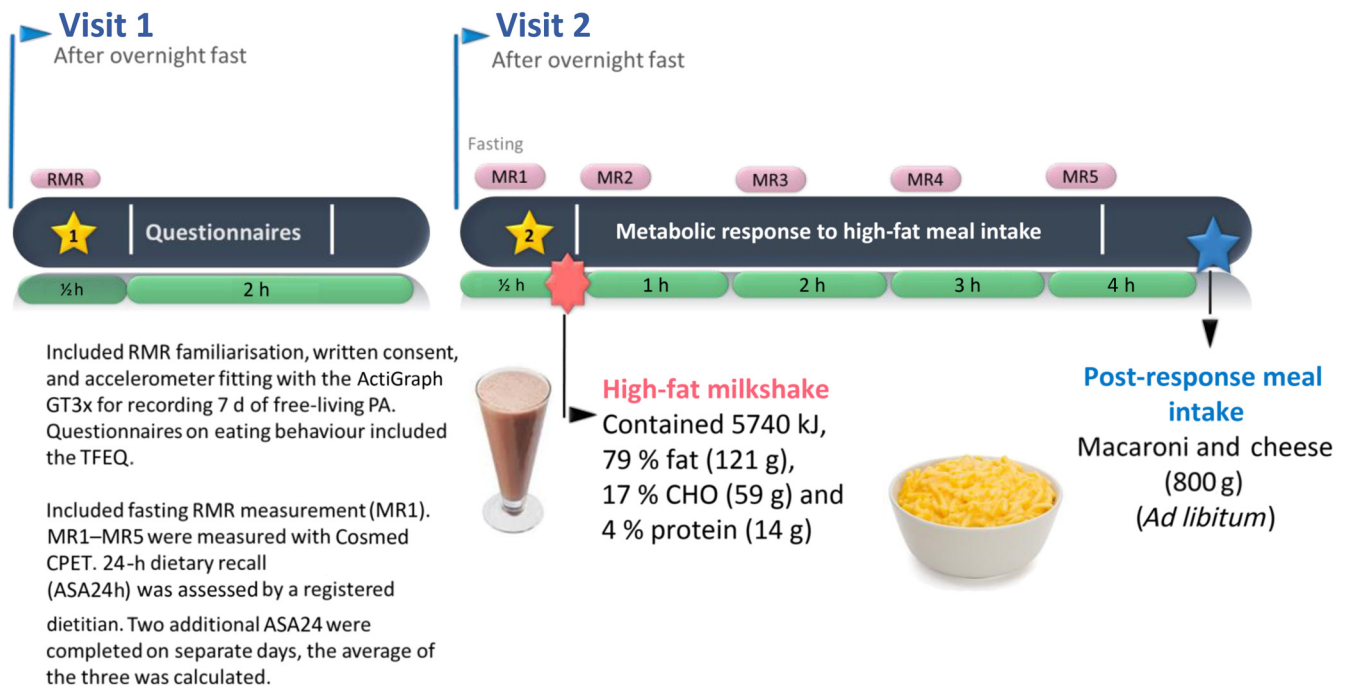 Visit 1
After overnight fast
RMR
1
Questionnaires
½ h
2 h
Included RMR familiarisation, written consent,
and accelerometer fitting with the ActiGraph
GT3x for recording 7 d of free-living PA.
Questionnaires on eating behaviour included
the TFEQ.
Included fasting RMR measurement (MR1).
MR1–MR5 were measured with Cosmed
CPET. 24-h dietary recall
(ASA24h) was assessed by a registered
dietitian. Two additional ASA24 were
completed on separate days, the average of
the three was calculated.
Visit 2
After overnight fast
Fasting
MR1
MR2
MR3
MR4
MR5
2
Metabolic response to high-fat meal intake
½ h
1 h
2 h
3 h
4 h
High-fat milkshake
Contained 5740 kJ,
79 % fat (121 g),
17 % CHO (59 g) and
4 % protein (14 g)
Post-response meal
intake
Macaroni and cheese
(800 g)
(Ad libitum)